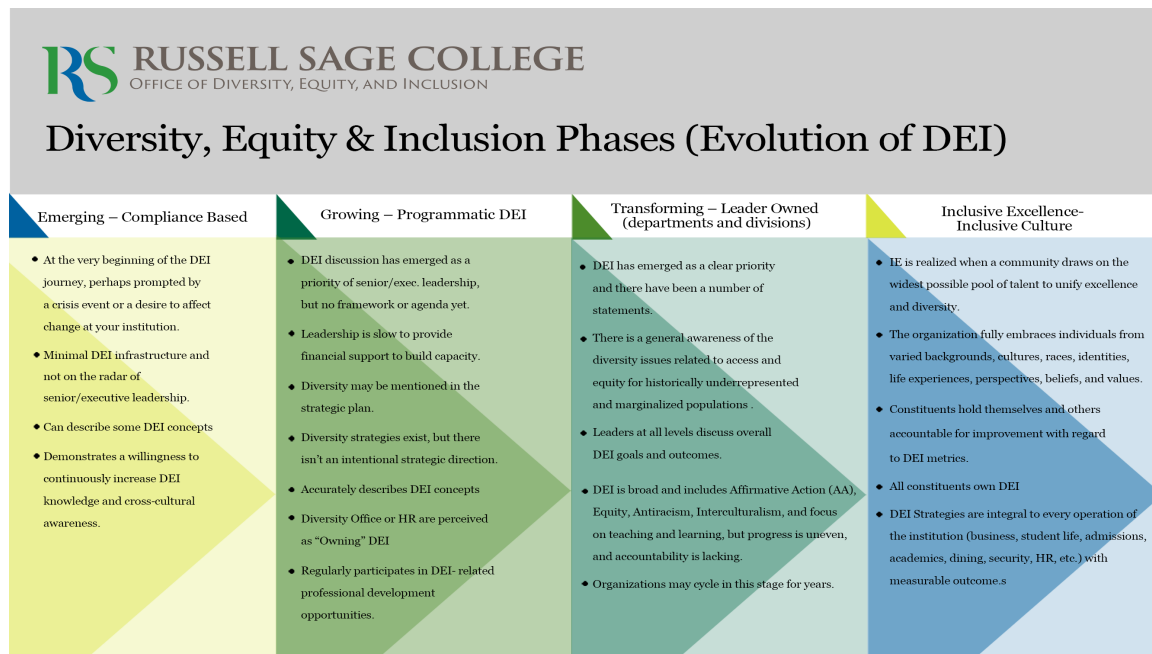 RS RUSSELL SAGE COLLEGE
OFFICE OF DIVERSITY, EQUITY, AND INCLUSION
Diversity, Equity & Inclusion Phases (Evolution of DEI)
Emerging – Compliance Based
• At the very beginning of the DEI
journey, perhaps prompted by
a crisis event or a desire to affect
change at your institution.
• Minimal DEI infrastructure and
not on the radar of
senior/executive leadership.
• Can describe some DEI concepts
• Demonstrates a willingness to
continuously increase DEI
knowledge and cross-cultural
awareness.
Growing – Programmatic DEI
• DEI discussion has emerged as a
priority of senior/exec. leadership,
but no framework or agenda yet.
• Leadership is slow to provide
financial support to build capacity.
• Diversity may be mentioned in the
strategic plan.
• Diversity strategies exist, but there
isn't an intentional strategic direction.
• Accurately describes DEI concepts
• Diversity Office or HR are perceived
as “Owning” DEI
• Regularly participates in DEI- related
professional development
opportunities.
Transforming – Leader Owned
(departments and divisions)
• DEI has emerged as a clear priority
and there have been a number of
statements.
• There is a general awareness of the
diversity issues related to access and
equity for historically underrepresented
and marginalized populations .
• Leaders at all levels discuss overall
DEI goals and outcomes.
• DEI is broad and includes Affirmative Action (AA),
Equity, Antiracism, Interculturalism, and focus
on teaching and learning, but progress is uneven,
and accountability is lacking.
• Organizations may cycle in this stage for years.
Inclusive Excellence-
Inclusive Culture
• IE is realized when a community draws on the
widest possible pool of talent to unify excellence
and diversity.
• The organization fully embraces individuals from
varied backgrounds, cultures, races, identities,
life experiences, perspectives, beliefs, and values.
• Constituents hold themselves and others
accountable for improvement with regard
to DEI metrics.
• All constituents own DEI
• DEI Strategies are integral to every operation of
the institution (business, student life, admissions,
academics, dining, security, HR, etc.) with
measurable outcome.s